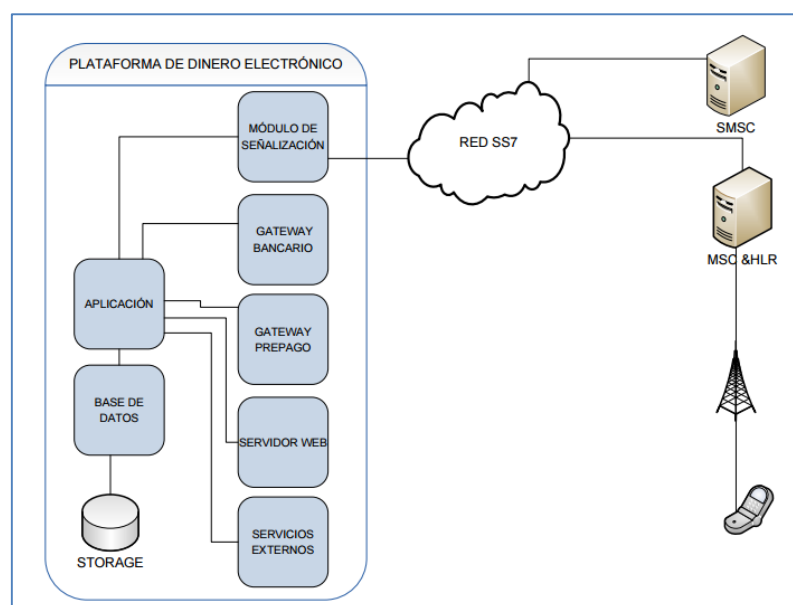 PLATAFORMA DE DINERO ELECTRÓNICO
MÓDULO DE
SEÑALIZACIÓN
GATEWAY
BANCARIO
APLICACIÓN
GATEWAY
PREPAGO
BASE DE
DATOS
SERVIDOR WEB
SERVICIOS
EXTERNOS
STORAGE
RED SS7
SMSC
MSC &HLR